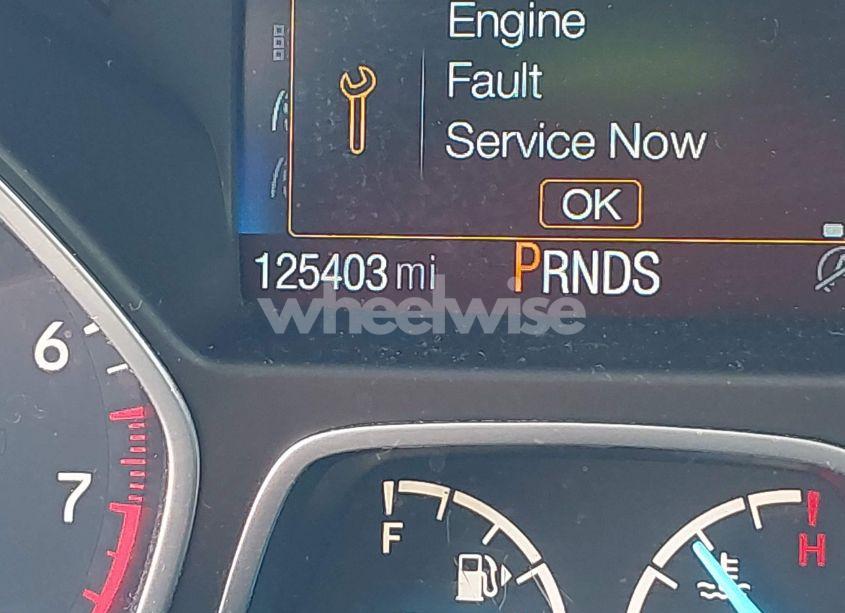 Engine
Fault
Service Now
OK
125403 mi PRNDS
wheelwise
6
7
F
H